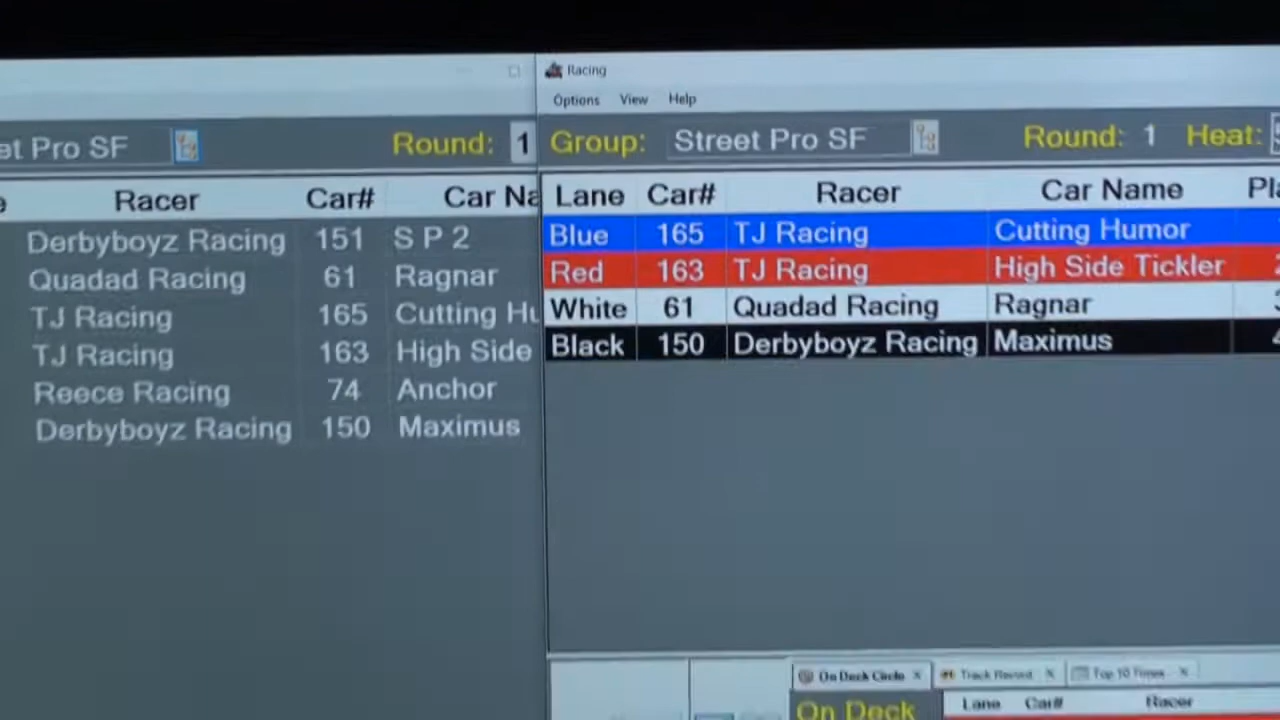 Racing
Options View Help
et Pro SF Round: 1
Group: Street Pro SF Round: 1 Heat:
Racer Car# Car Na
Derbyboyz Racing 151 S P 2
Quadad Racing 61 Ragnar
TJ Racing 165 Cutting Hu
TJ Racing 163 High Side
Reece Racing 74 Anchor
Derbyboyz Racing 150 Maximus
Lane Car# Racer Car Name Pla
Blue 165 TJ Racing Cutting Humor
Red 163 TJ Racing High Side Tickler
White 61 Quadad Racing Ragnar
Black 150 Derbyboyz Racing Maximus
On Deck Circle Track Record Top 10 Times
On Deck
Lane Car# Racer